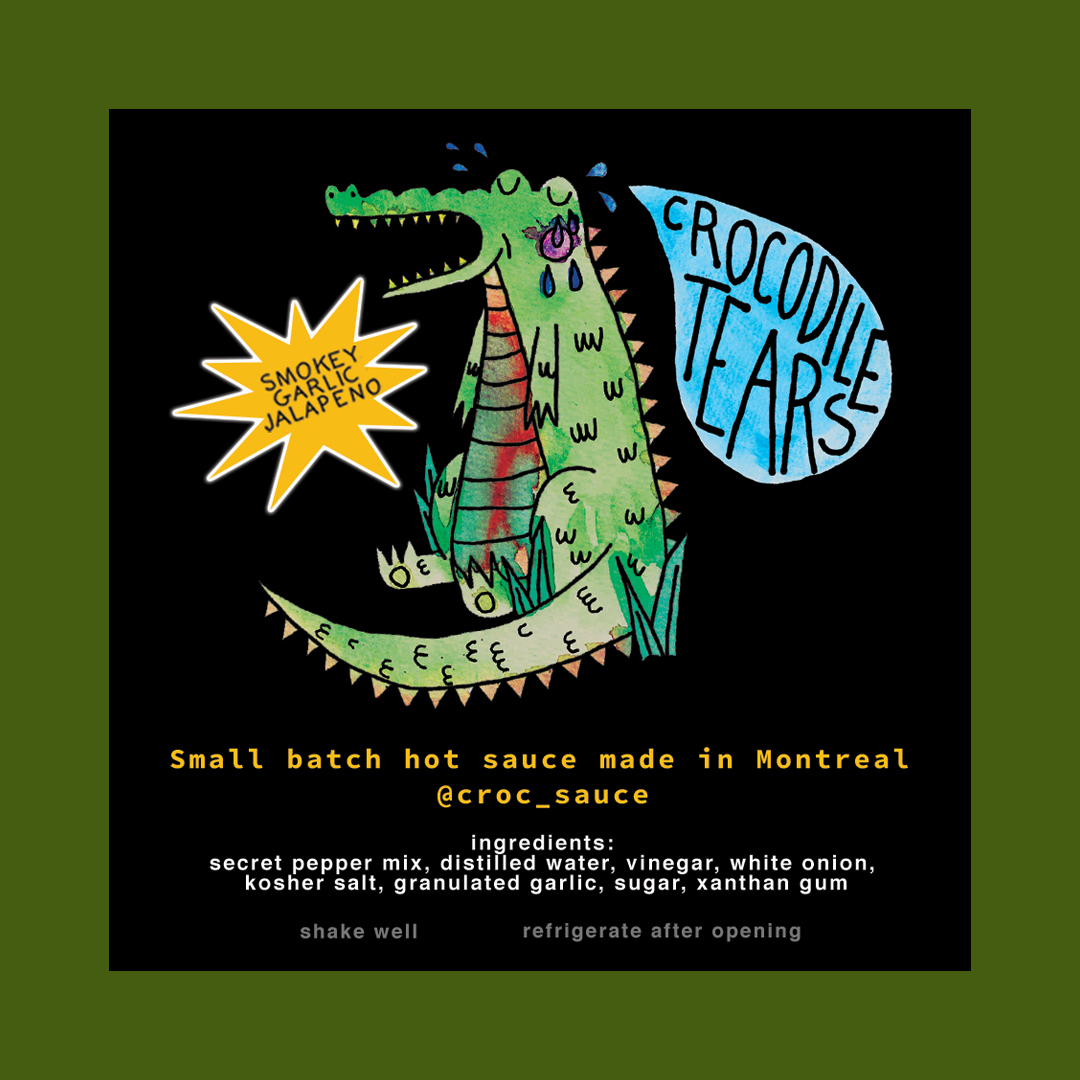 CROCODILE
TEARS
SMOKEY
GARLIC
JALAPENO
Small batch hot sauce made in Montreal
@croc_sauce
ingredients:
secret pepper mix, distilled water, vinegar, white onion,
kosher salt, granulated garlic, sugar, xanthan gum
shake well
refrigerate after opening